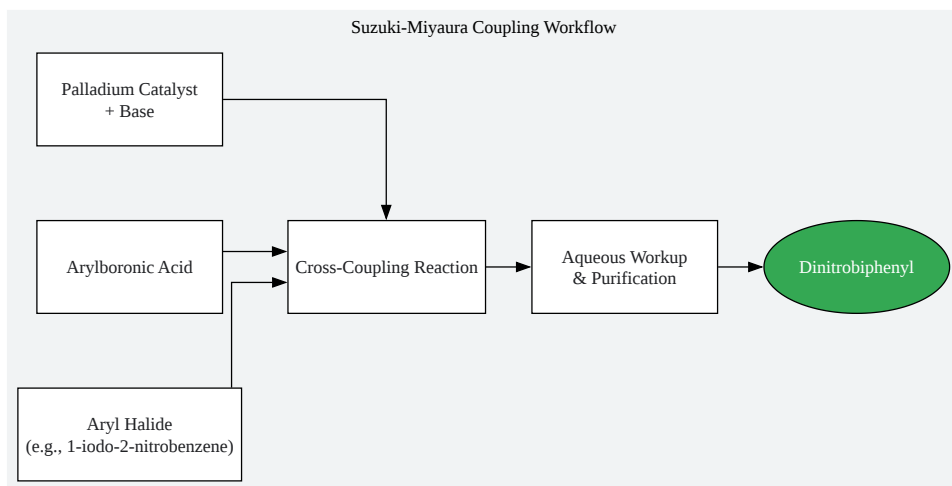 Suzuki-Miyaura Coupling Workflow
Palladium Catalyst
+ Base
Arylboronic Acid
Cross-Coupling Reaction
Aqueous Workup
& Purification
Dinitrobiphenyl
Aryl Halide
(e.g., 1-iodo-2-nitrobenzene)